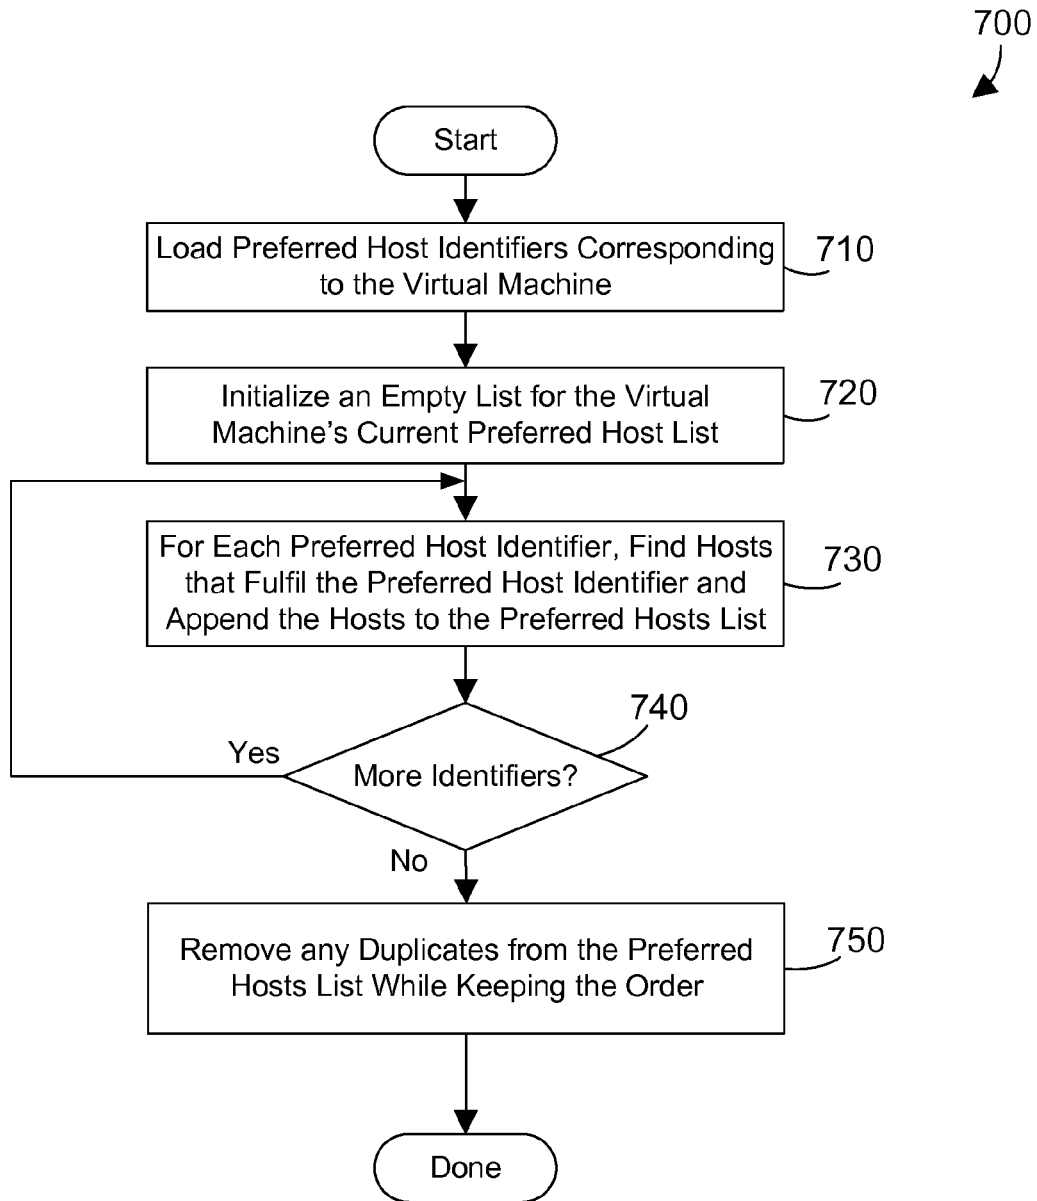 700
Start
Load Preferred Host Identifiers Corresponding
to the Virtual Machine
710
Initialize an Empty List for the Virtual
Machine's Current Preferred Host List
720
For Each Preferred Host Identifier, Find Hosts
that Fulfil the Preferred Host Identifier and
Append the Hosts to the Preferred Hosts List
730
740
Yes
More Identifiers?
No
Remove any Duplicates from the Preferred
Hosts List While Keeping the Order
750
Done